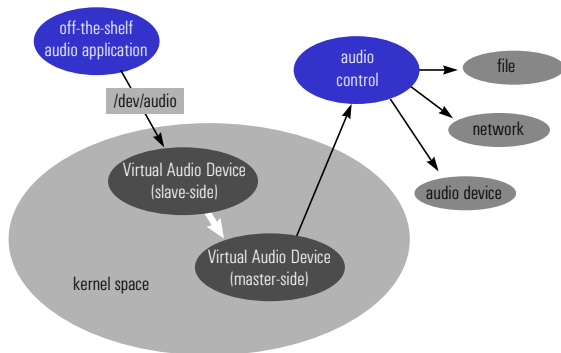 off-the-shelf
audio application
/dev/audio
audio
control
file
network
audio device
Virtual Audio Device
(slave-side)
Virtual Audio Device
(master-side)
kernel space